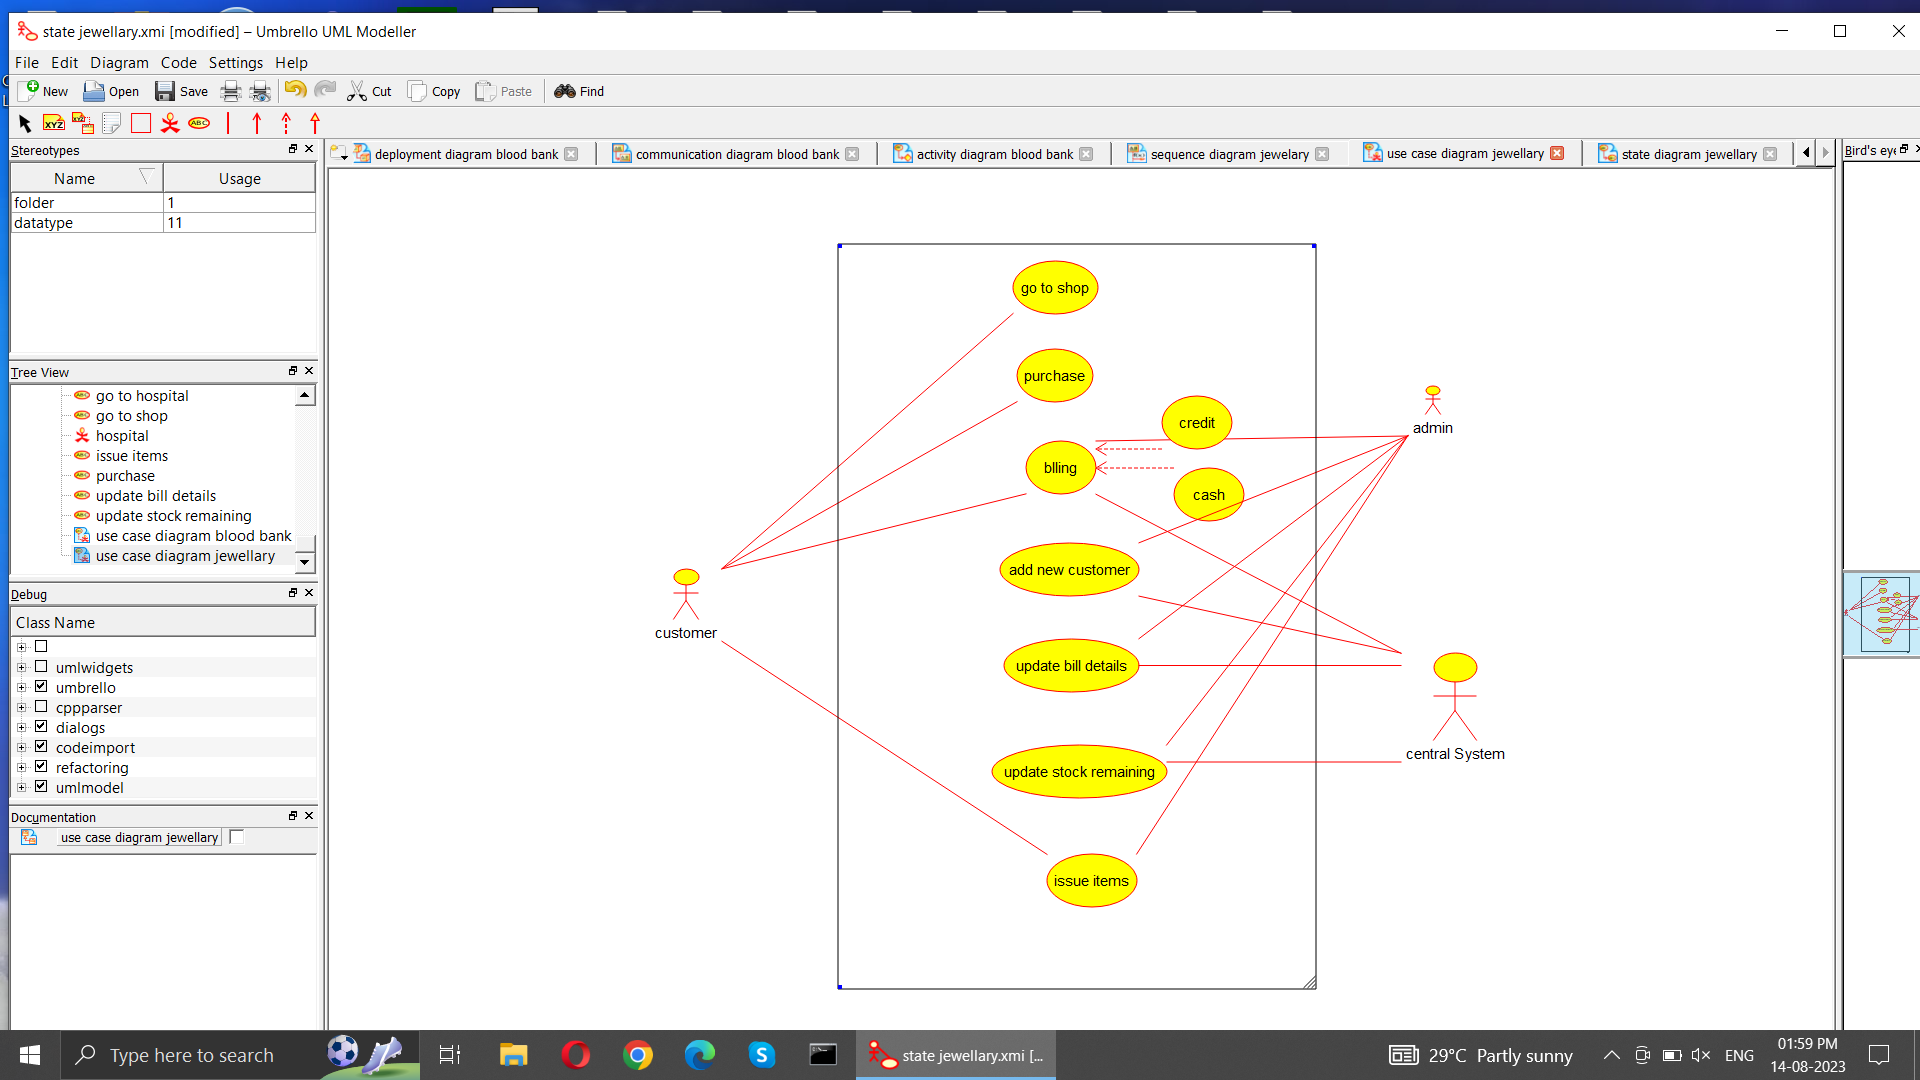 state jewellary.xmi [modified] – Umbrello UML Modeller
File Edit Diagram Code Settings Help
New Open Save Cut Copy Paste Find
XYZ XYZ ABC
Stereotypes
Name Usage
folder 1
datatype 11
Tree View
go to hospital
go to shop
hospital
issue items
purchase
update bill details
update stock remaining
use case diagram blood bank
use case diagram jewellary
Debug
Class Name
umlwidgets
umbrello
cppparser
dialogs
codeimport
refactoring
umlmodel
Documentation
use case diagram jewellary
deployment diagram blood bank communication diagram blood bank activity diagram blood bank sequence diagram jewelary use case diagram jewellary state diagram jewellary
Bird's eye
go to shop
purchase
credit
admin
blling
cash
add new customer
customer
update bill details
central System
update stock remaining
issue items
Type here to search
state jewellary.xmi [...
29°C Partly sunny
ENG
01:59 PM
14-08-2023